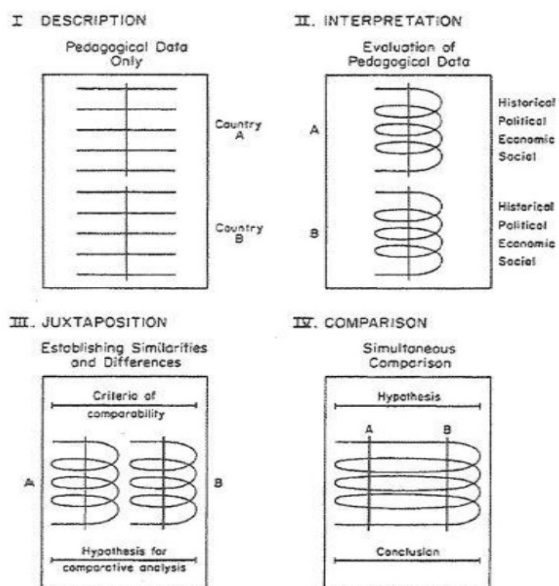 I DESCRIPTION
Pedagogical Data
Only
Country
A
Country
B
II. INTERPRETATION
Evaluation of
Pedagogical Data
A
Historical
Political
Economic
Social
B
Historical
Political
Economic
Social
III. JUXTAPOSITION
Establishing Similarities
and Differences
Criteria of
comparability
A
B
Hypothesis for
comparative analysis
IV. COMPARISON
Simultaneous
Comparison
Hypothesis
A B
Conclusion